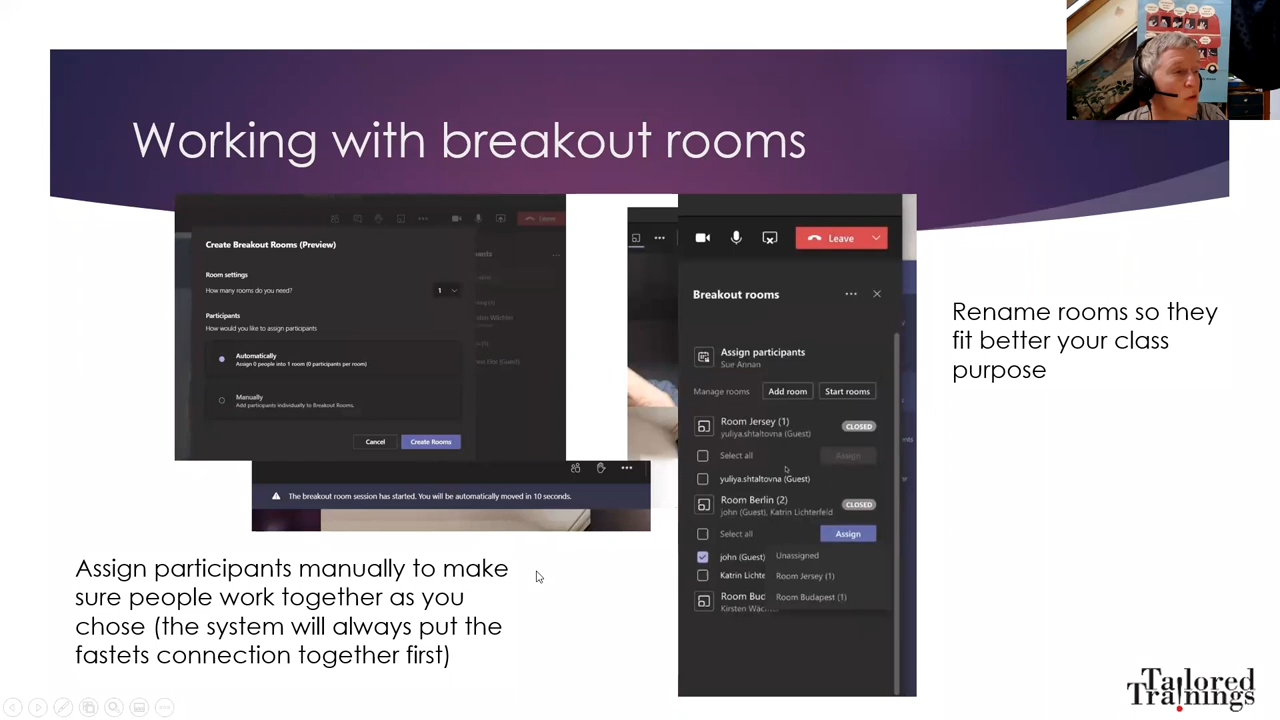 Working with breakout rooms
Create Breakout Rooms (Preview)
Room settings
How many rooms do you need?
1
Participants
How would you like to assign participants
Automatically
Assign 0 people into 1 room (0 participants per room)
Manually
Add participants individually to Breakout Rooms.
Cancel
Create Rooms
Leave
The breakout room session has started. You will be automatically moved in 10 seconds.
Leave
Breakout rooms
Assign participants
Sue Annan
Manage rooms
Add room
Start rooms
Room Jersey (1)
CLOSED
yuliya.shtaltovna (Guest)
Select all
Assign
yuliya.shtaltovna (Guest)
Room Berlin (2)
CLOSED
john (Guest), Katrin Lichterfeld
Select all
Assign
john (Guest)
Unassigned
Katrin Lichte
Room Jersey (1)
Room Bud
Room Budapest (1)
Rename rooms so they
fit better your class
purpose
Assign participants manually to make
sure people work together as you
chose (the system will always put the
fastets connection together first)
Tailored
Trainings